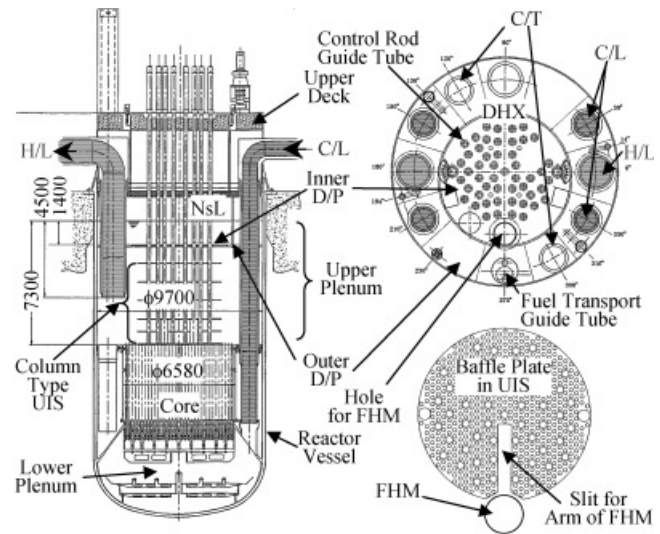 C/T
Control Rod
Guide Tube
C/L
Upper
Deck
DHX
H/L
C/L
H/L
Inner
D/P
NsL
4500
1400
7300
Upper
Plenum
-ϕ9700
Fuel Transport
Guide Tube
Column
Type
UIS
Outer
D/P
ϕ6580
Core
Hole
for FHM
Baffle Plate
in UIS
Reactor
Vessel
Lower
Plenum
FHM
Slit for
Arm of FHM